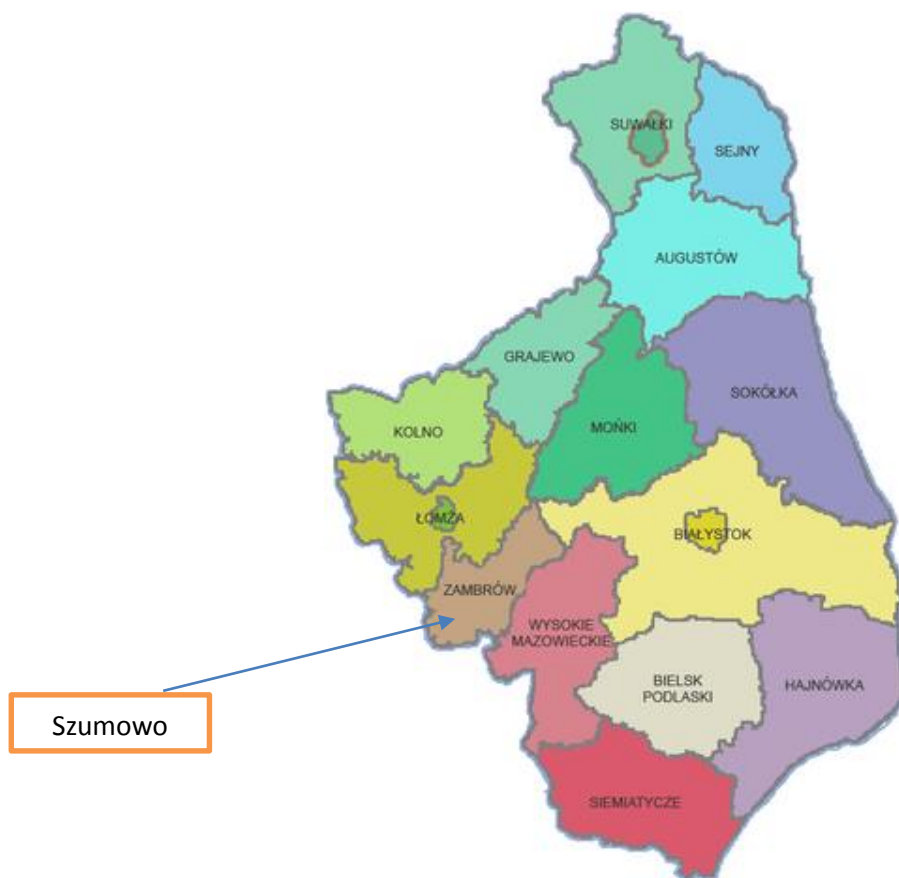 SUWAŁKI
SEJNY
AUGUSTÓW
GRAJEWO
SOKÓŁKA
MOŃKI
KOLNO
ŁOMŻA
BIAŁYSTOK
ZAMBRÓW
WYSOKIE
MAZOWIECKIE
BIELSK
PODLASKI
HAJNÓWKA
Szumowo
SIEMIATYCZE